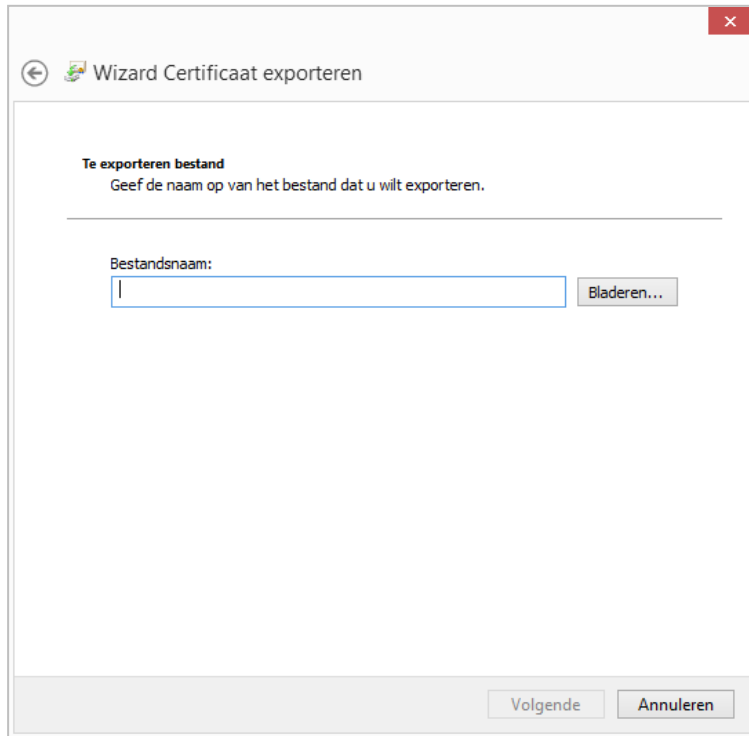 Wizard Certificaat exporteren
Te exporteren bestand
Geef de naam op van het bestand dat u wilt exporteren.
Bestandsnaam:
Bladeren...
Volgende Annuleren